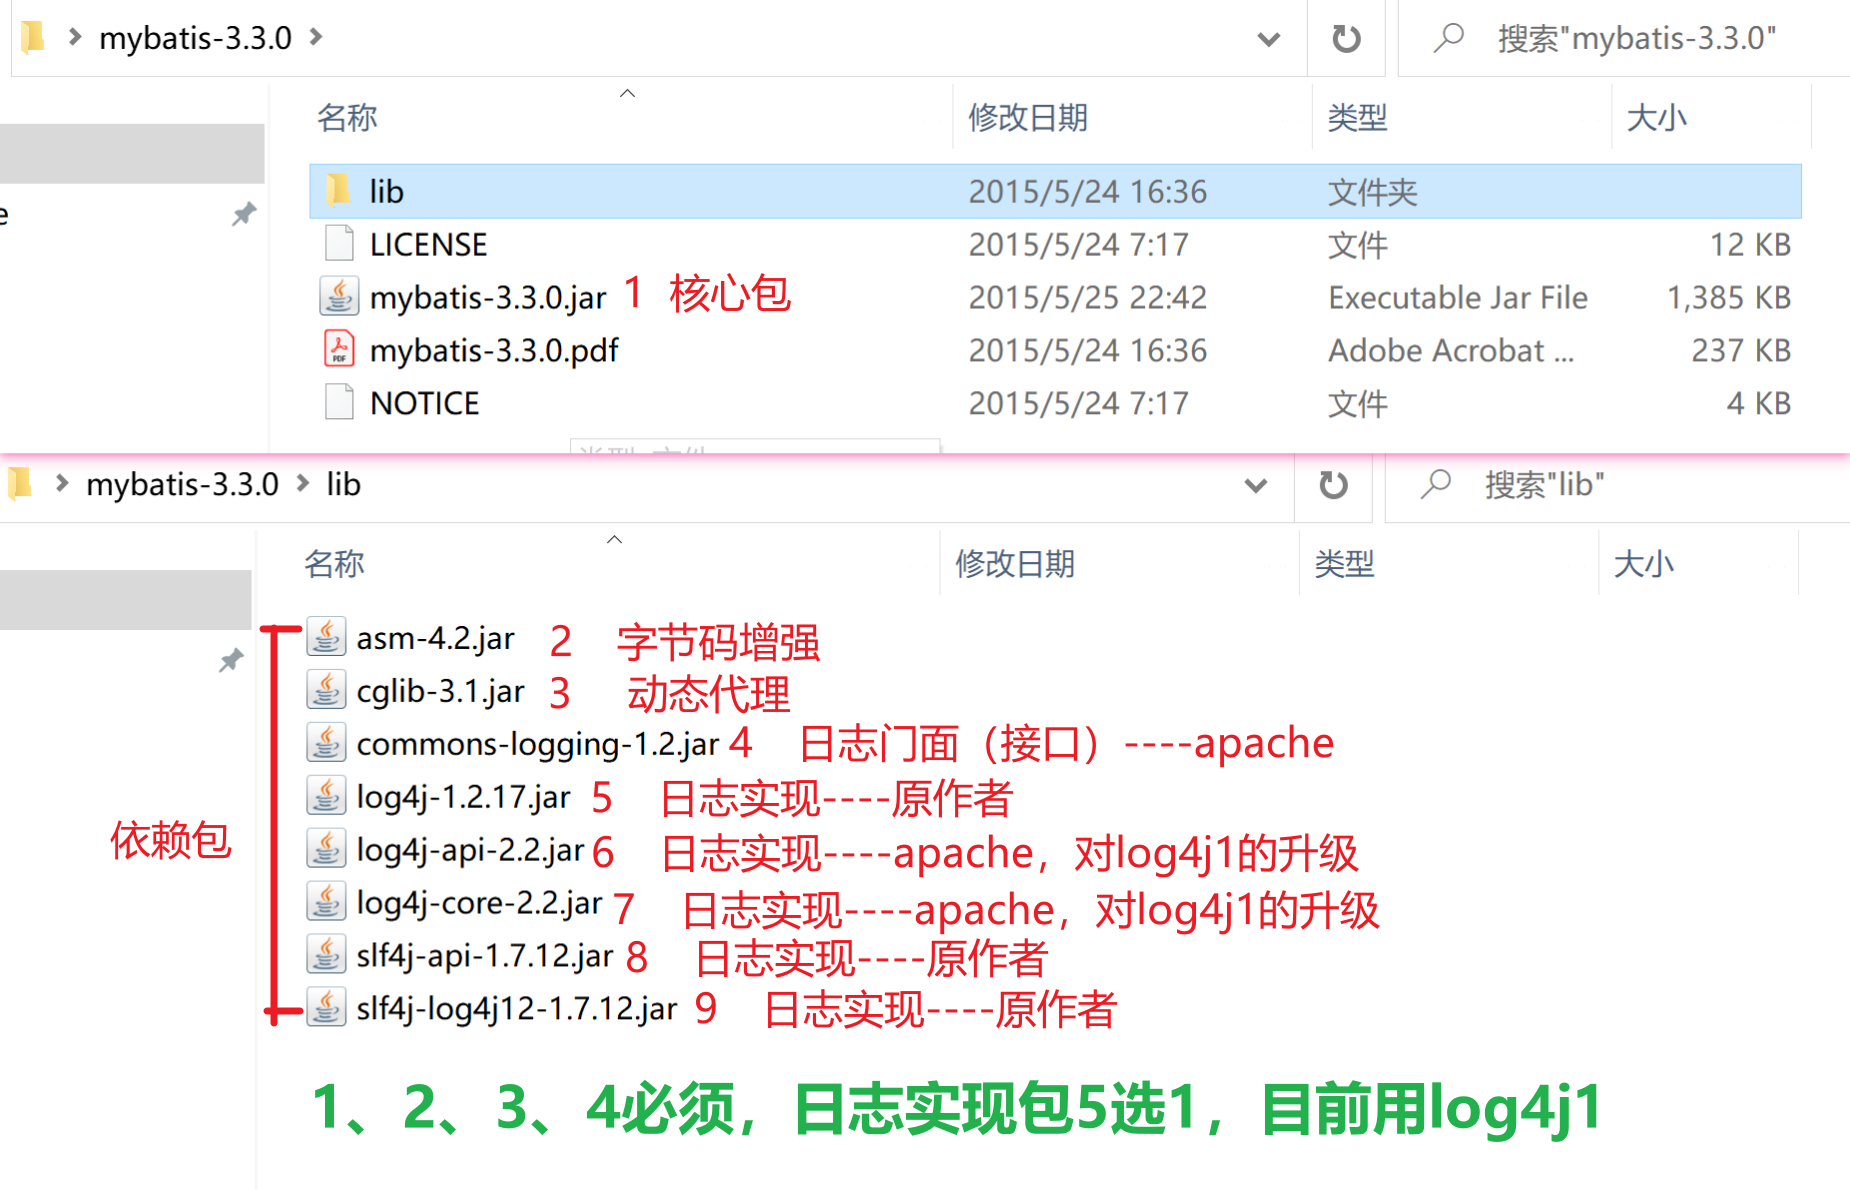 mybatis-3.3.0
搜索"mybatis-3.3.0"
名称 修改日期 类型 大小
lib 2015/5/24 16:36 文件夹
e
LICENSE 2015/5/24 7:17 文件 12 KB
mybatis-3.3.0.jar 1 核心包 2015/5/25 22:42 Executable Jar File 1,385 KB
mybatis-3.3.0.pdf 2015/5/24 16:36 Adobe Acrobat ... 237 KB
NOTICE 2015/5/24 7:17 文件 4 KB
mybatis-3.3.0 lib
搜索"lib"
名称 修改日期 类型 大小
asm-4.2.jar 2 字节码增强
cglib-3.1.jar 3 动态代理
commons-logging-1.2.jar 4 日志门面（接口）----apache
log4j-1.2.17.jar 5 日志实现----原作者
依赖包
log4j-api-2.2.jar 6 日志实现----apache，对log4j1的升级
log4j-core-2.2.jar 7 日志实现----apache，对log4j1的升级
slf4j-api-1.7.12.jar 8 日志实现----原作者
slf4j-log4j12-1.7.12.jar 9 日志实现----原作者
1、2、3、4必须，日志实现包5选1，目前用log4j1